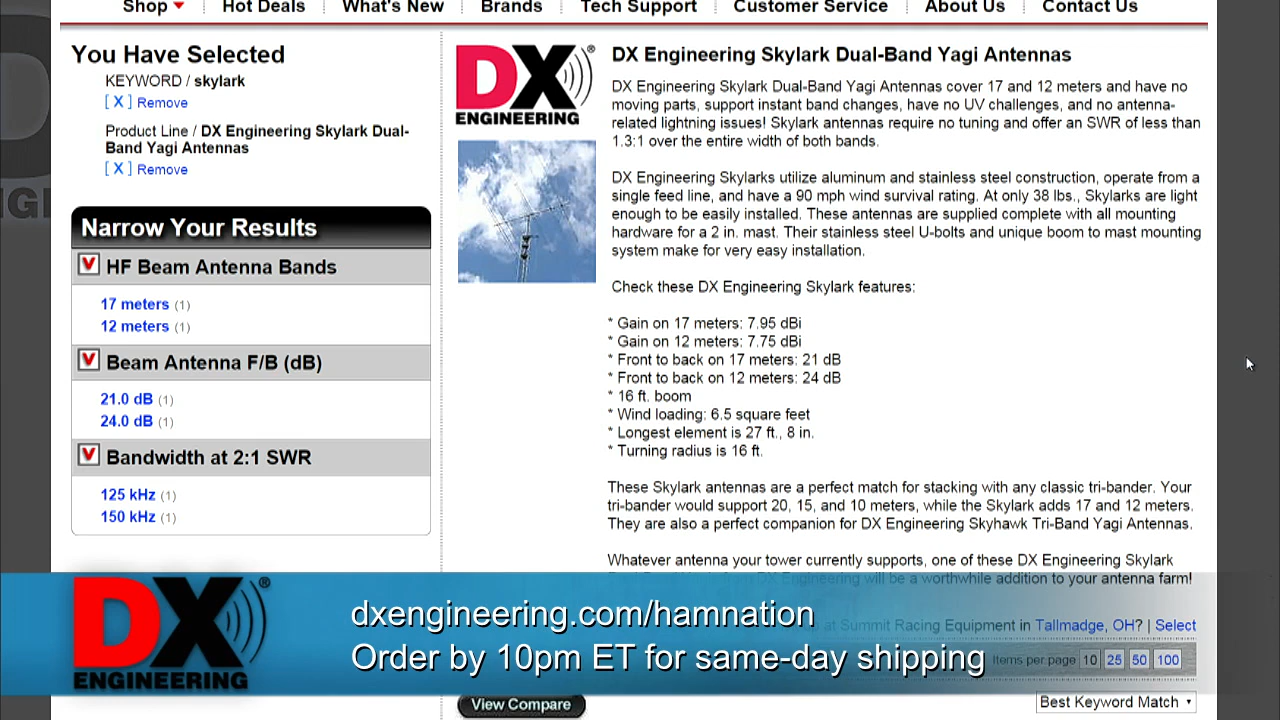 Shop
Hot Deals
What's New
Brands
Tech Support
Customer Service
About Us
Contact Us
You Have Selected
KEYWORD / skylark
[ X ] Remove
Product Line / DX Engineering Skylark Dual-
Band Yagi Antennas
[ X ] Remove
Narrow Your Results
HF Beam Antenna Bands
17 meters (1)
12 meters (1)
Beam Antenna F/B (dB)
21.0 dB (1)
24.0 dB (1)
Bandwidth at 2:1 SWR
125 kHz (1)
150 kHz (1)
DX ®
ENGINEERING
DX Engineering Skylark Dual-Band Yagi Antennas
DX Engineering Skylark Dual-Band Yagi Antennas cover 17 and 12 meters and have no
moving parts, support instant band changes, have no UV challenges, and no antenna-
related lightning issues! Skylark antennas require no tuning and offer an SWR of less than
1.3:1 over the entire width of both bands.
DX Engineering Skylarks utilize aluminum and stainless steel construction, operate from a
single feed line, and have a 90 mph wind survival rating. At only 38 lbs., Skylarks are light
enough to be easily installed. These antennas are supplied complete with all mounting
hardware for a 2 in. mast. Their stainless steel U-bolts and unique boom to mast mounting
system make for very easy installation.
Check these DX Engineering Skylark features:
* Gain on 17 meters: 7.95 dBi
* Gain on 12 meters: 7.75 dBi
* Front to back on 17 meters: 21 dB
* Front to back on 12 meters: 24 dB
* 16 ft. boom
* Wind loading: 6.5 square feet
* Longest element is 27 ft., 8 in.
* Turning radius is 16 ft.
These Skylark antennas are a perfect match for stacking with any classic tri-bander. Your
tri-bander would support 20, 15, and 10 meters, while the Skylark adds 17 and 12 meters.
They are also a perfect companion for DX Engineering Skyhawk Tri-Band Yagi Antennas.
Whatever antenna your tower currently supports, one of these DX Engineering Skylark
DX Engineering will be a worthwhile addition to your antenna farm!
at Summit Racing Equipment in Tallmadge, OH? | Select
Items per page 10 25 50 100
DX ®
ENGINEERING
dxengineering.com/hamnation
Order by 10pm ET for same-day shipping
View Compare
Best Keyword Match